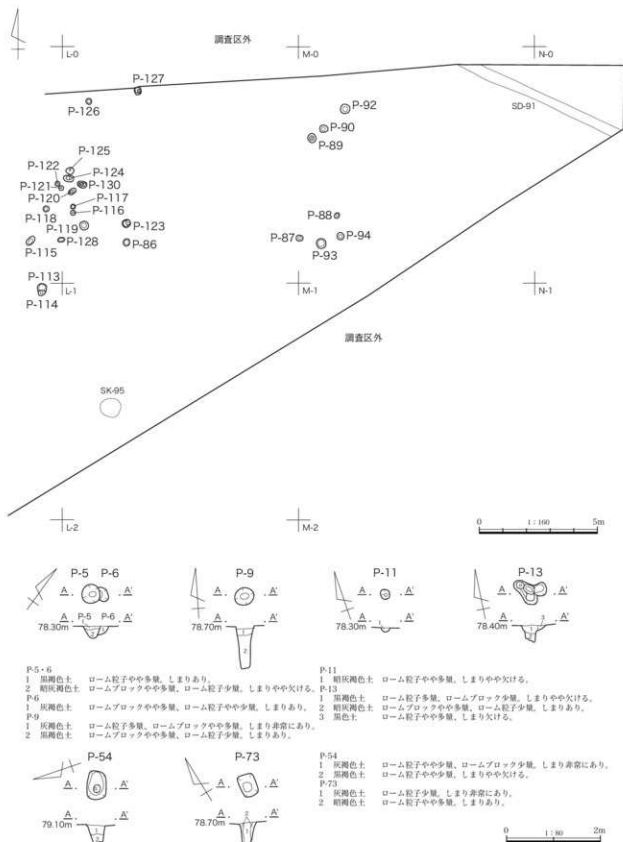 調査区外
L-0
M-0
N-0
P-127
P-126
P-92
P-90
P-89
SD-91
P-125
P-122
P-124
P-121
P-130
P-120
P-117
P-118
P-116
P-119
P-123
P-115
P-128
P-86
P-88
P-87
P-94
P-93
P-113
P-114
L-1
M-1
N-1
調査区外
SK-95
L-2
M-2
0 1:160 5m
P-5 P-6
A A'
A P-5 P-6 A'
78.30m
1
2
1
P-9
A A'
A A'
78.70m
1
2
P-11
A A'
A A'
78.30m
1
P-13
A A'
A A'
78.40m
1
2
3
P-5・6
1 黒褐色土 ローム粒子やや多量。しまりあり。
2 暗灰褐色土 ロームブロックやや多量、ローム粒子少量。しまりやや欠ける。
P-6
1 灰褐色土 ロームブロックやや多量、ローム粒子やや少量。しまりあり。
P-9
1 灰褐色土 ローム粒子多量、ロームブロックやや多量。しまり非常にあり。
2 黒褐色土 ロームブロックやや多量、ローム粒子少量。しまりあり。
P-11
1 暗灰褐色土 ローム粒子やや多量。しまりやや欠ける。
P-13
1 黒褐色土 ローム粒子多量、ロームブロック少量。しまりやや欠ける。
2 暗灰褐色土 ロームブロックやや多量、ローム粒子少量。しまりあり。
3 黒色土 ローム粒子やや多量。しまり欠ける。
P-54
A A'
A A'
79.10m
1
2
P-73
A A'
A A'
78.70m
2
1
P-54
1 灰褐色土 ローム粒子やや少量、ロームブロック少量。しまり非常にあり。
2 黒褐色土 ローム粒子やや少量。しまりやや欠ける。
P-73
1 灰褐色土 ローム粒子少量。しまり非常にあり。
2 暗褐色土 ローム粒子やや多量。しまりあり。
0 1:80 2m